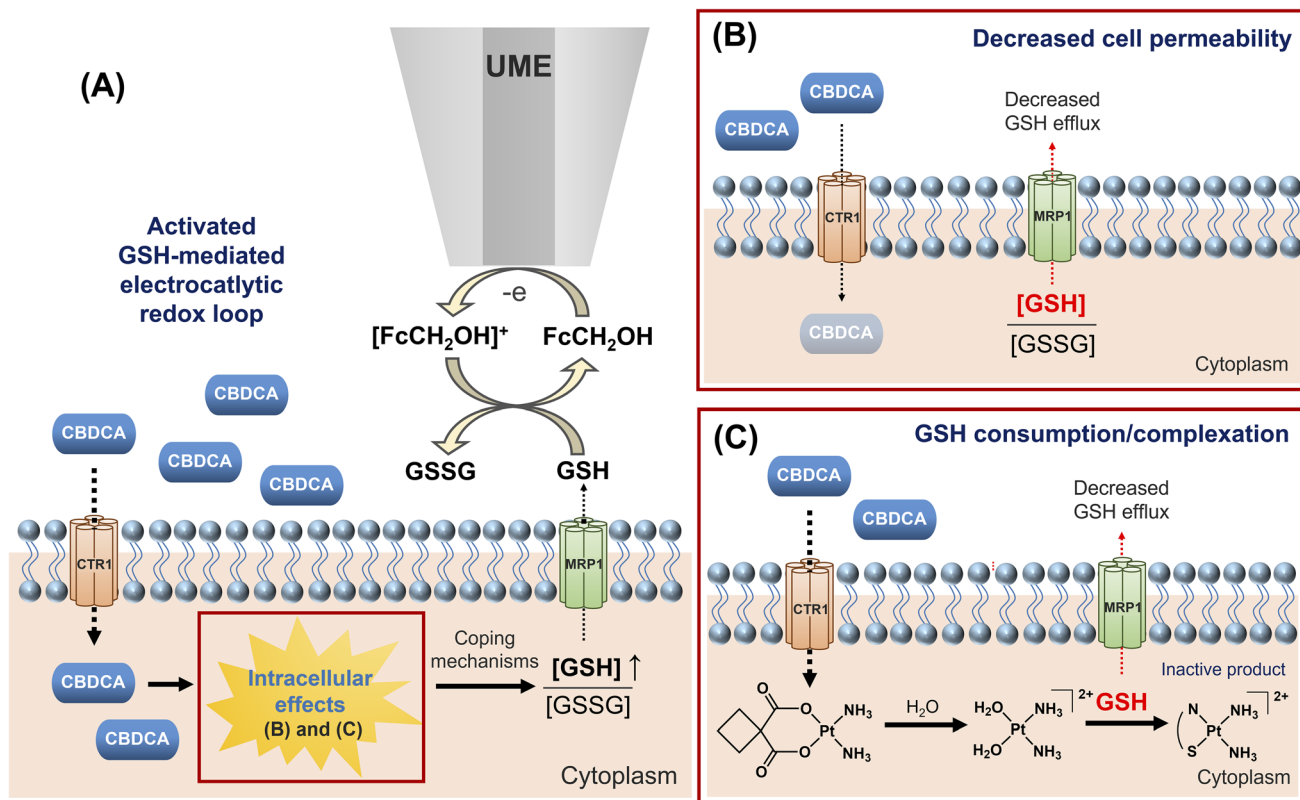 (A)
UME
Activated
GSH-mediated
electrocatlytic
redox loop
-e
[FcCH₂OH]⁺
FcCH₂OH
CBDCA
CBDCA
CBDCA
CBDCA
GSSG
GSH
CTR1
MRP1
CBDCA
CBDCA
Intracellular
effects
(B) and (C)
Coping
mechanisms
[GSH] ↑
[GSSG]
Cytoplasm
(B)
Decreased cell permeability
CBDCA
CBDCA
Decreased
GSH efflux
CTR1
MRP1
CBDCA
[GSH]
[GSSG]
Cytoplasm
(C)
GSH consumption/complexation
CBDCA
CBDCA
Decreased
GSH efflux
CTR1
MRP1
Inactive product
O
O
Pt
NH₃
NH₃
O
O
H₂O
H₂O
H₂O
Pt
NH₃
NH₃
2+
GSH
N
S
Pt
NH₃
NH₃
2+
Cytoplasm